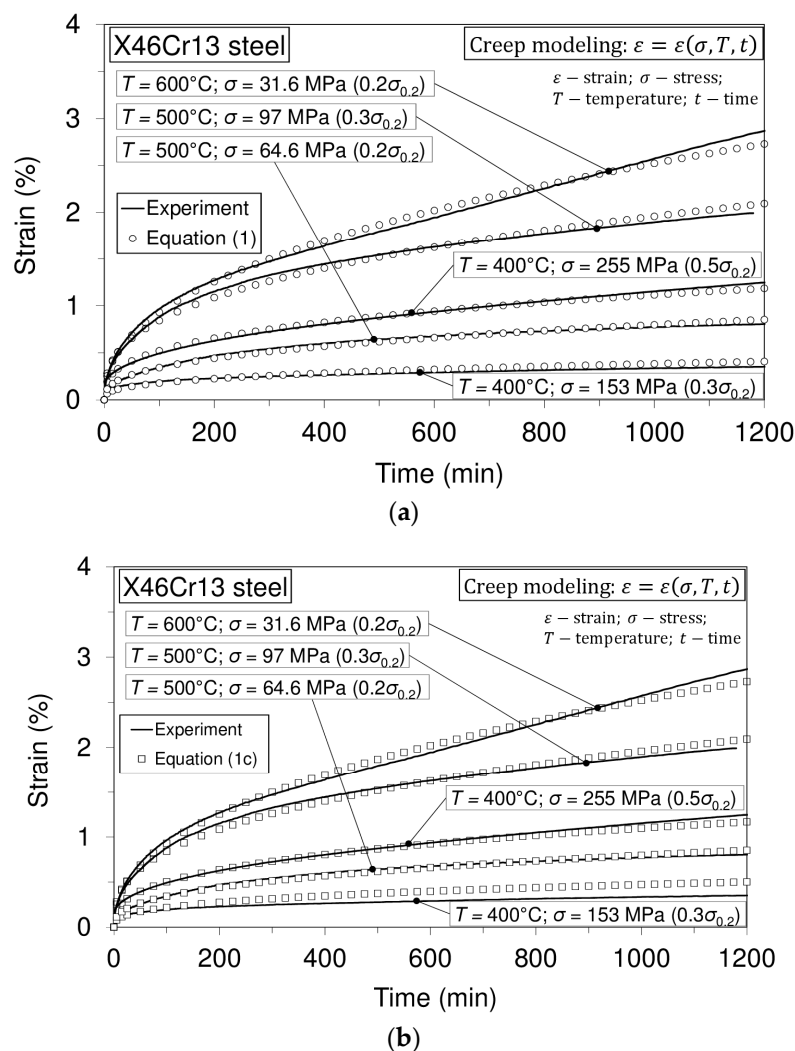 (a)
4
X46Cr13 steel
Creep modeling: ε = ε(σ, T, t)
T = 600°C; σ = 31.6 MPa (0.2σ0.2)
ε − strain; σ − stress;
T − temperature; t − time
T = 500°C; σ = 97 MPa (0.3σ0.2)
3
T = 500°C; σ = 64.6 MPa (0.2σ0.2)
Experiment
Equation (1)
2
T = 400°C; σ = 255 MPa (0.5σ0.2)
1
T = 400°C; σ = 153 MPa (0.3σ0.2)
0
Strain (%)
0 200 400 600 800 1000 1200
Time (min)
(a)
4
X46Cr13 steel
Creep modeling: ε = ε(σ, T, t)
T = 600°C; σ = 31.6 MPa (0.2σ0.2)
ε − strain; σ − stress;
T − temperature; t − time
T = 500°C; σ = 97 MPa (0.3σ0.2)
3
T = 500°C; σ = 64.6 MPa (0.2σ0.2)
Experiment
Equation (1c)
2
T = 400°C; σ = 255 MPa (0.5σ0.2)
1
T = 400°C; σ = 153 MPa (0.3σ0.2)
0
Strain (%)
0 200 400 600 800 1000 1200
Time (min)
(b)